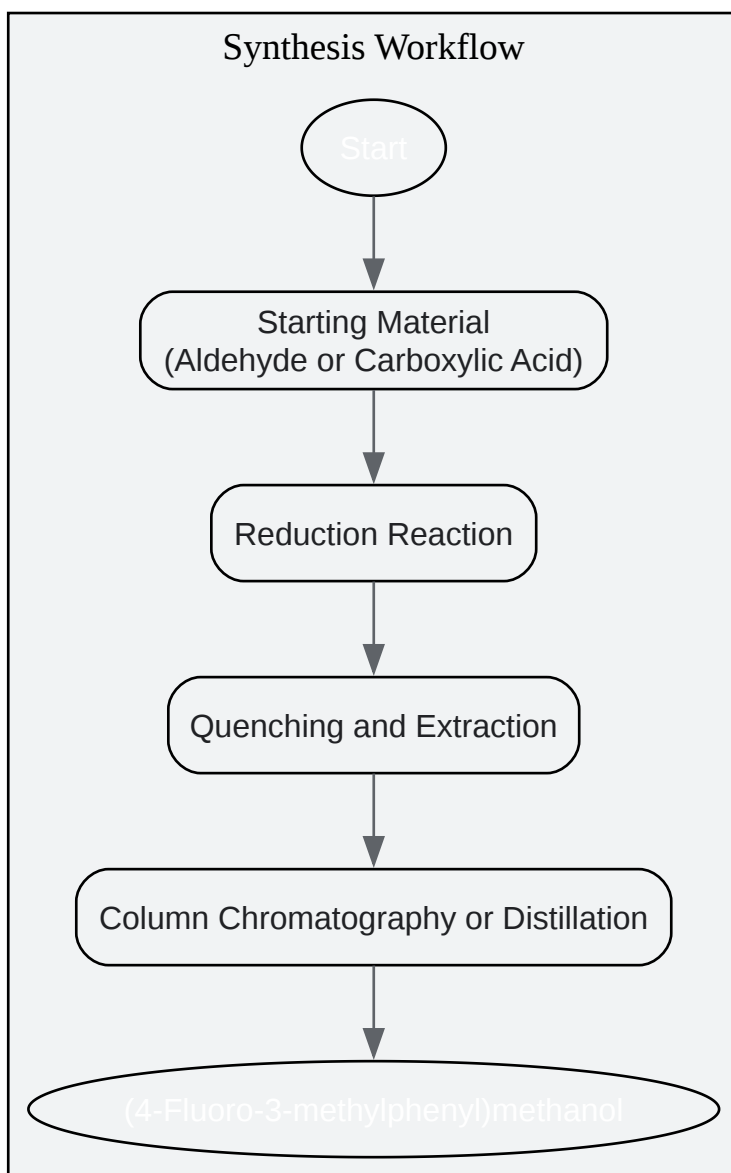 Synthesis Workflow
Start
Starting Material
(Aldehyde or Carboxylic Acid)
Reduction Reaction
Quenching and Extraction
Column Chromatography or Distillation
(4-Fluoro-3-methylphenyl)methanol